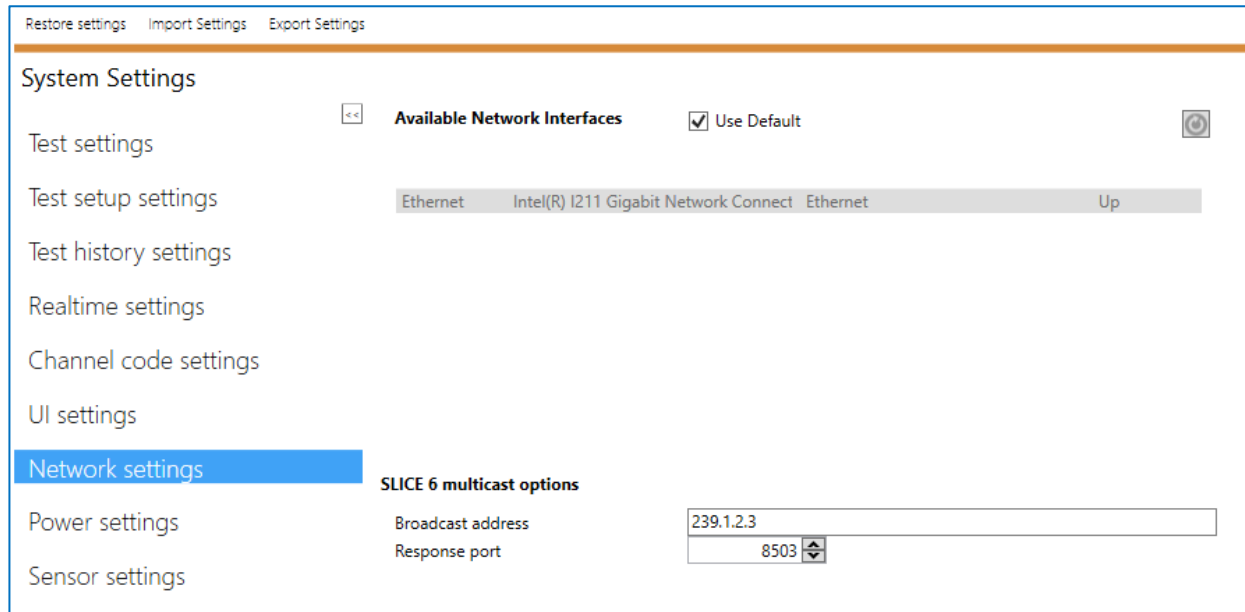 Restore settings Import Settings Export Settings
System Settings
<<
Available Network Interfaces Use Default
Test settings
Test setup settings
Ethernet Intel(R) I211 Gigabit Network Connect Ethernet Up
Test history settings
Realtime settings
Channel code settings
UI settings
Network settings
SLICE 6 multicast options
Power settings
Broadcast address 239.1.2.3
Response port 8503
Sensor settings